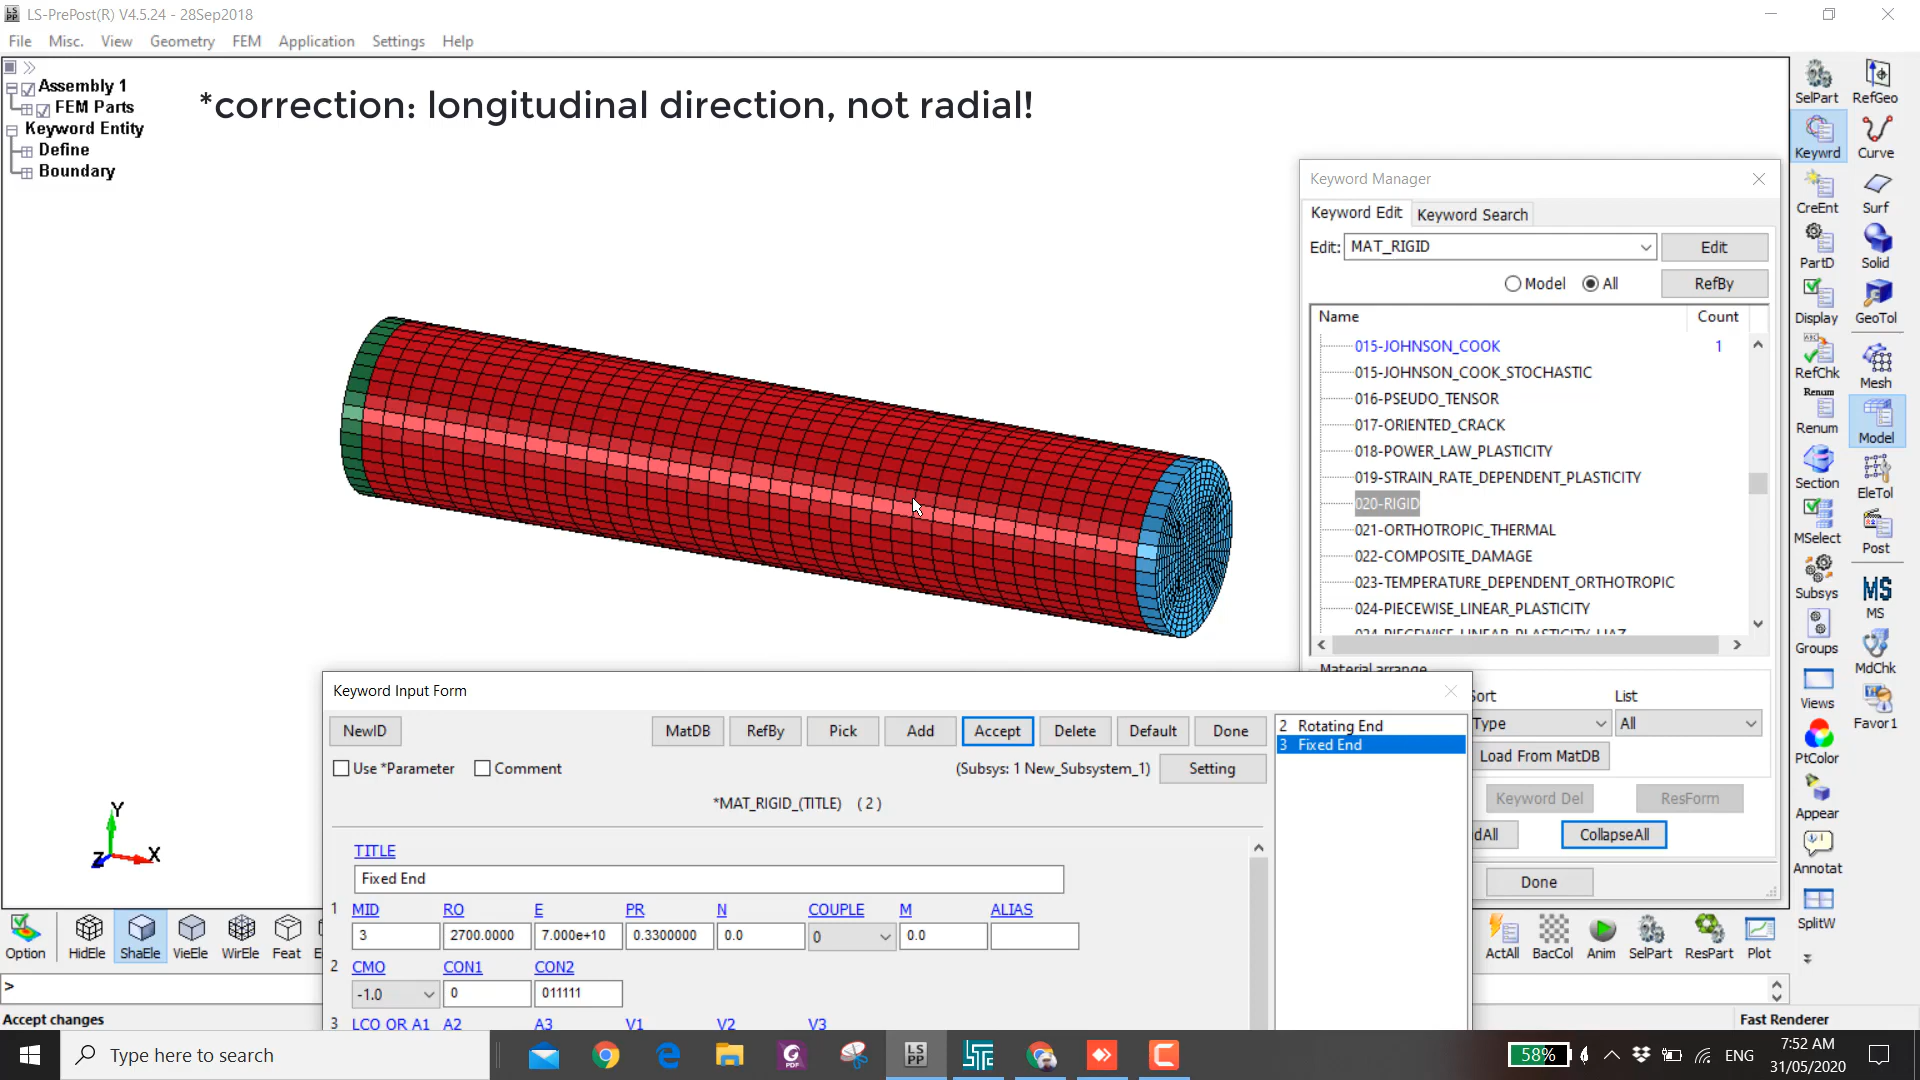 LS-PrePost(R) V4.5.24 - 28Sep2018
File Misc. View Geometry FEM Application Settings Help
Assembly 1
FEM Parts
Keyword Entity
Define
Boundary
*correction: longitudinal direction, not radial!
SelPart RefGeo
Keywrd Curve
CreEnt Surf
PartD Solid
Display GeoTol
RefChk Mesh
Renum
Renum Model
Section EleTol
MSelect Post
Subsys MS
MS
Groups MdChk
Views Favor1
PtColor
Appear
Annotat
SplitW
Keyword Manager
Keyword Edit Keyword Search
Edit: MAT_RIGID Edit
Model All RefBy
Name Count
015-JOHNSON_COOK 1
015-JOHNSON_COOK_STOCHASTIC
016-PSEUDO_TENSOR
017-ORIENTED_CRACK
018-POWER_LAW_PLASTICITY
019-STRAIN_RATE_DEPENDENT_PLASTICITY
020-RIGID
021-ORTHOTROPIC_THERMAL
022-COMPOSITE_DAMAGE
023-TEMPERATURE_DEPENDENT_ORTHOTROPIC
024-PIECEWISE_LINEAR_PLASTICITY
Material arrange
Sort List
Type All
Load From MatDB
Keyword Del ResForm
dAll CollapseAll
Done
Keyword Input Form
NewID MatDB RefBy Pick Add Accept Delete Default Done
Use *Parameter Comment (Subsys: 1 New_Subsystem_1) Setting
*MAT_RIGID_(TITLE) (2)
2 Rotating End
3 Fixed End
TITLE
Fixed End
1 MID RO E PR N COUPLE M ALIAS
3 2700.0000 7.000e+10 0.3300000 0.0 0 0.0
2 CMO CON1 CON2
-1.0 0 011111
3 LCO OR A1 A2 A3 V1 V2 V3
Y
X
Z
Option HidEle ShaEle VieEle WirEle Feat E
ActAll BacCol Anim SelPart ResPart Plot
>
Accept changes
Fast Renderer
Type here to search
58% ENG
7:52 AM
31/05/2020